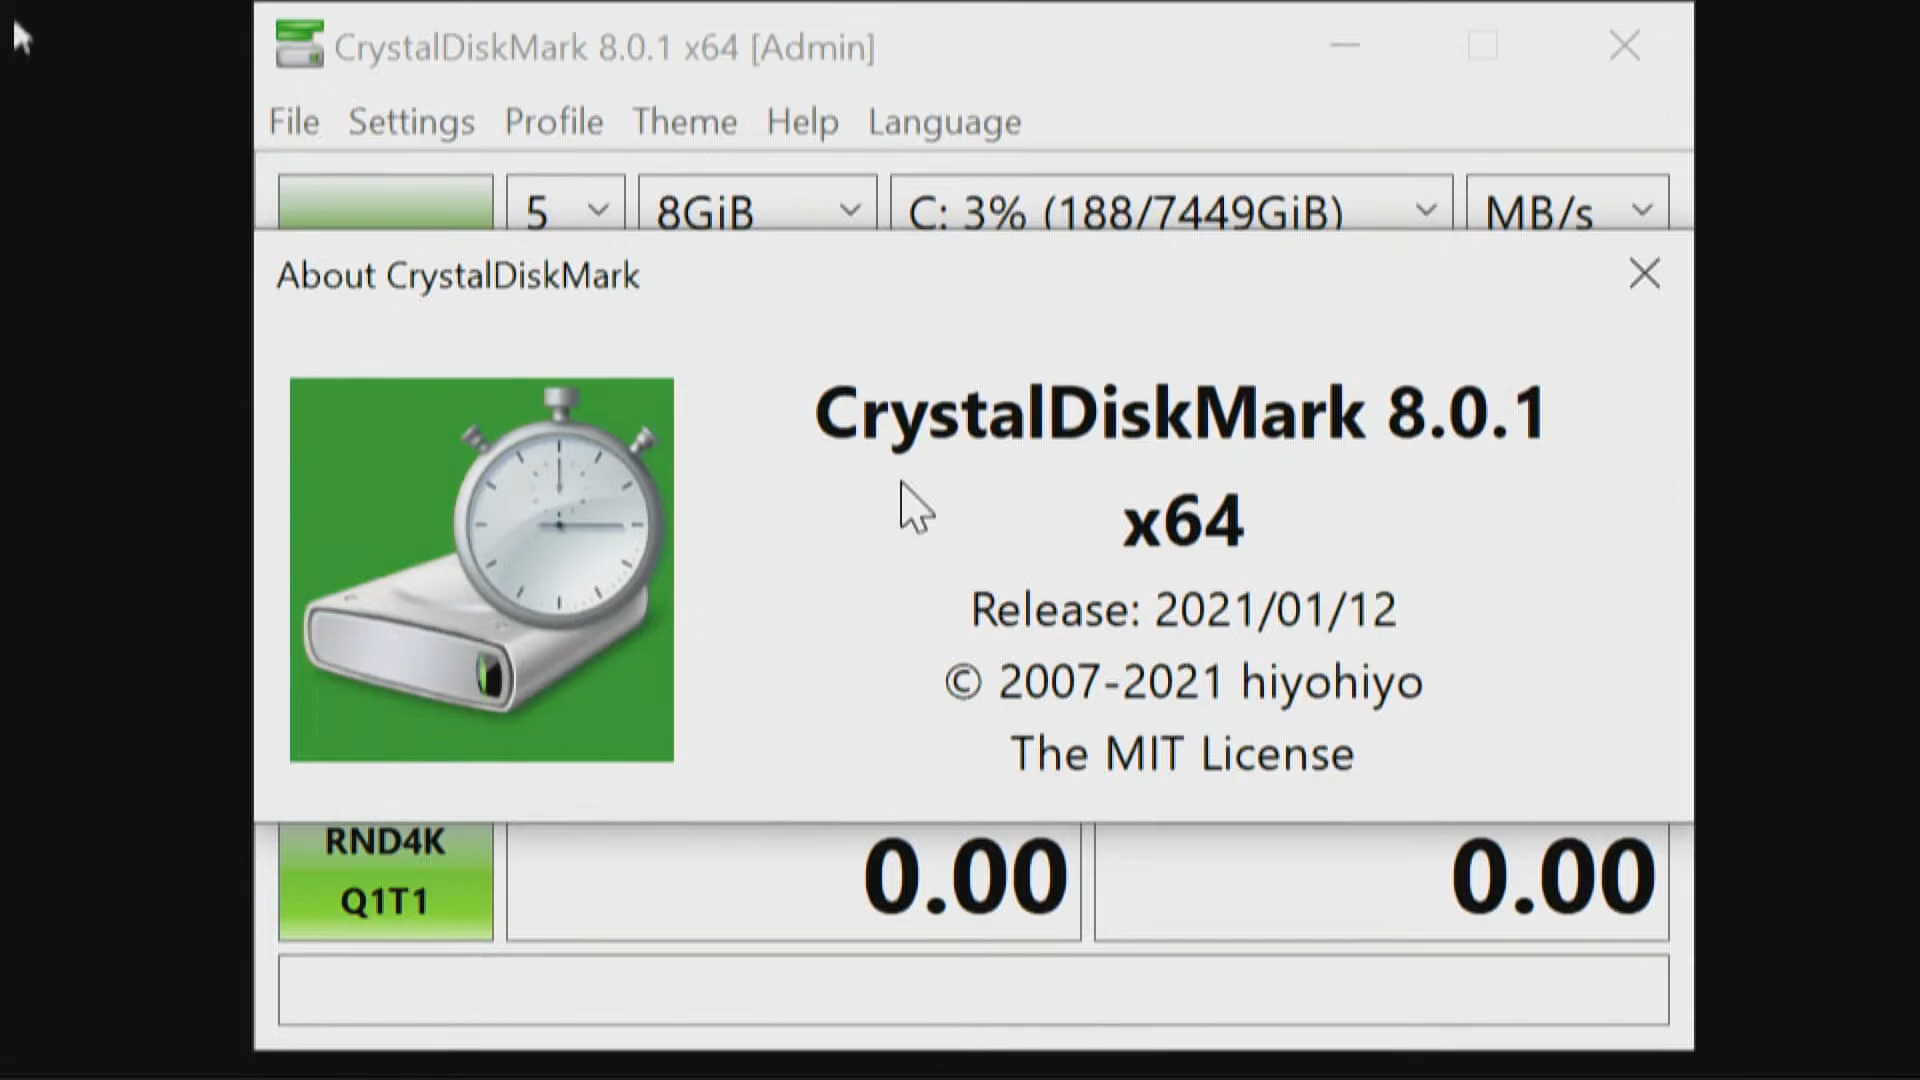 CrystalDiskMark 8.0.1 x64 [Admin]
File Settings Profile Theme Help Language
5 8GiB C: 3% (188/7449GiB) MB/s
About CrystalDiskMark
CrystalDiskMark 8.0.1
x64
Release: 2021/01/12
© 2007-2021 hiyohiyo
The MIT License
RND4K
Q1T1
0.00 0.00